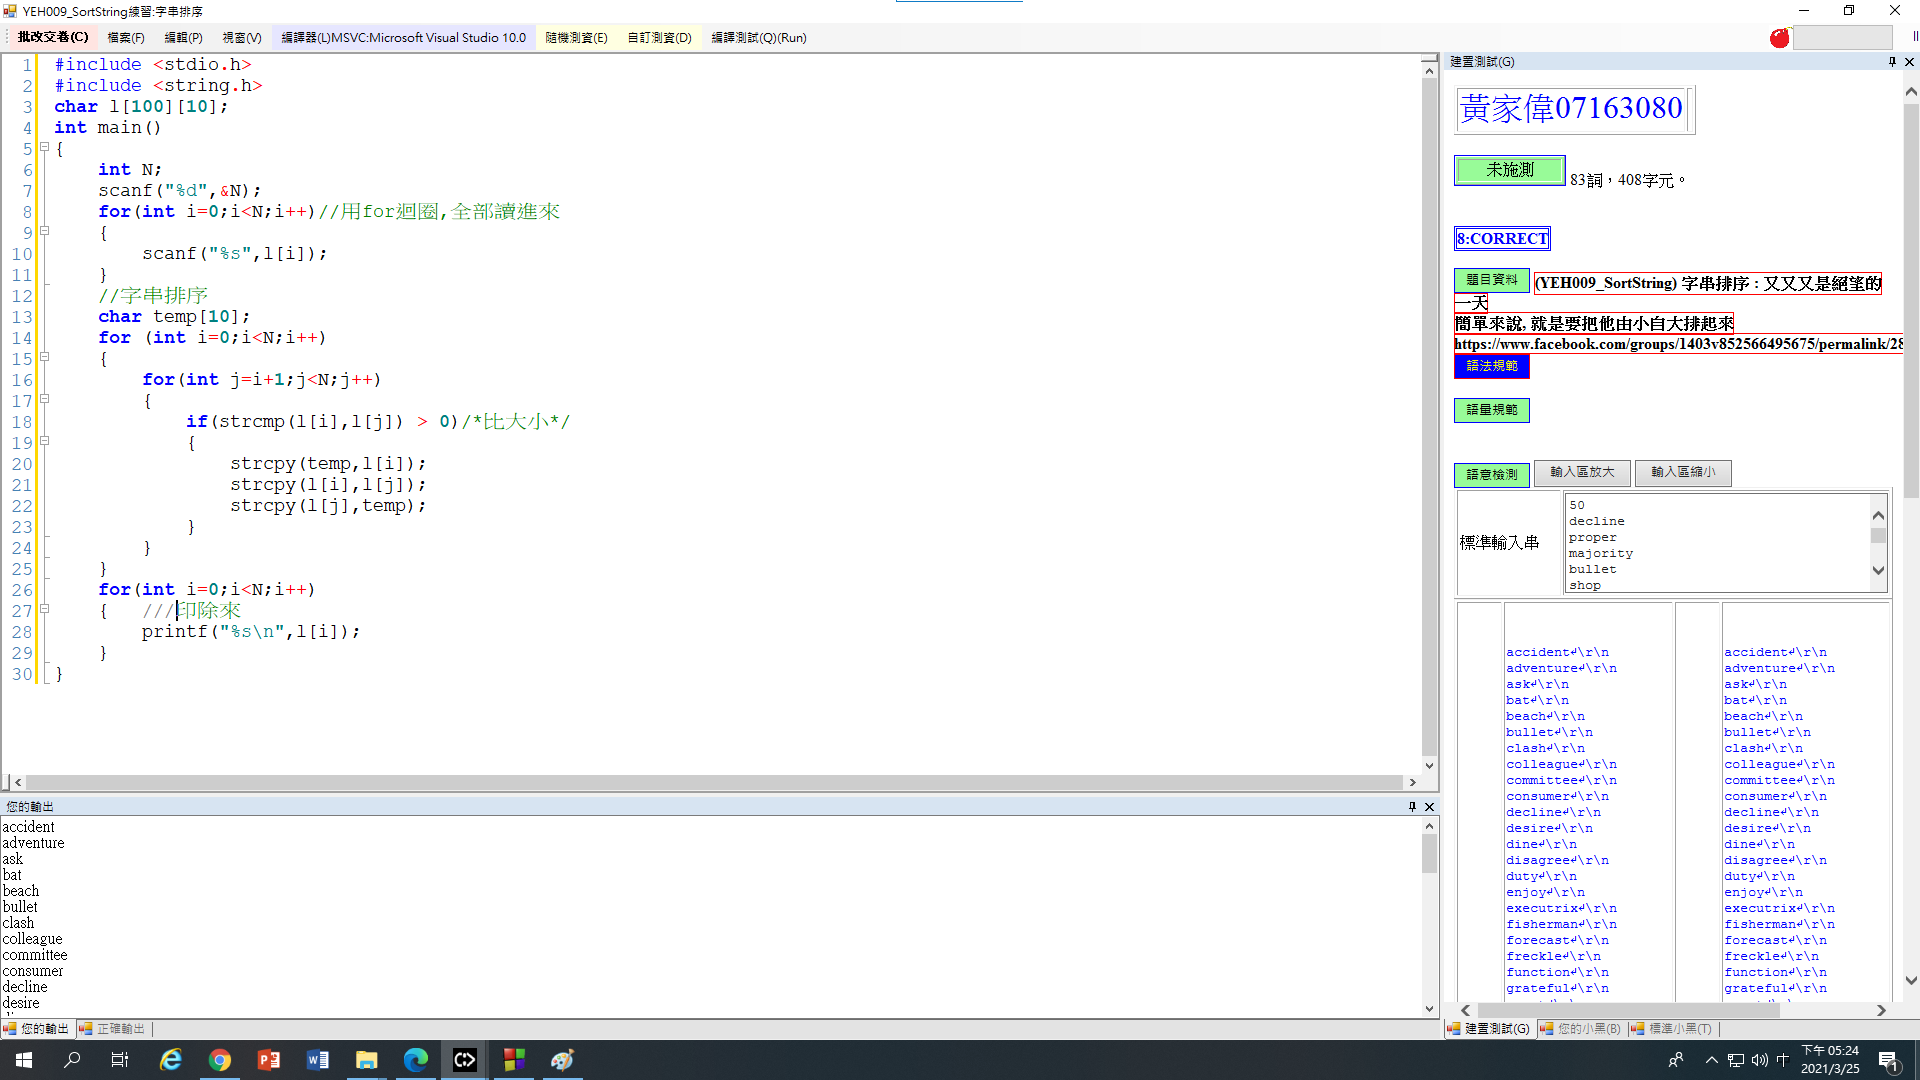 YEH009_SortString練習:字串排序
批改交卷(C) 檔案(F) 編輯(P) 視窗(V) 編譯器(L)MSVC:Microsoft Visual Studio 10.0 隨機測資(E) 自訂測資(D) 編譯測試(Q)(Run)
1 #include <stdio.h>
2 #include <string.h>
3 char l[100][10];
4 int main()
5 {
6 int N;
7 scanf("%d",&N);
8 for(int i=0;i<N;i++)//用for迴圈,全部讀進來
9 {
10 scanf("%s",l[i]);
11 }
12 //字串排序
13 char temp[10];
14 for (int i=0;i<N;i++)
15 {
16 for(int j=i+1;j<N;j++)
17 {
18 if(strcmp(l[i],l[j]) > 0)/*比大小*/
19 {
20 strcpy(temp,l[i]);
21 strcpy(l[i],l[j]);
22 strcpy(l[j],temp);
23 }
24 }
25 }
26 for(int i=0;i<N;i++)
27 { ///印除來
28 printf("%s\n",l[i]);
29 }
30 }
您的輸出
accident
adventure
ask
bat
beach
bullet
clash
colleague
committee
consumer
decline
desire
您的輸出 正確輸出
建置測試(G)
黃家偉07163080
未施測 83詞，408字元。
8:CORRECT
題目資料 (YEH009_SortString) 字串排序 : 又又又是絕望的
一天
簡單來說, 就是要把他由小自大排起來
https://www.facebook.com/groups/1403v852566495675/permalink/28
語法規範
語量規範
語意檢測 輸入區放大 輸入區縮小
標準輸入串
50
decline
proper
majority
bullet
shop
accident↲\r\n accident↲\r\n
adventure↲\r\n adventure↲\r\n
ask↲\r\n ask↲\r\n
bat↲\r\n bat↲\r\n
beach↲\r\n beach↲\r\n
bullet↲\r\n bullet↲\r\n
clash↲\r\n clash↲\r\n
colleague↲\r\n colleague↲\r\n
committee↲\r\n committee↲\r\n
consumer↲\r\n consumer↲\r\n
decline↲\r\n decline↲\r\n
desire↲\r\n desire↲\r\n
dine↲\r\n dine↲\r\n
disagree↲\r\n disagree↲\r\n
duty↲\r\n duty↲\r\n
enjoy↲\r\n enjoy↲\r\n
executrix↲\r\n executrix↲\r\n
fisherman↲\r\n fisherman↲\r\n
forecast↲\r\n forecast↲\r\n
freckle↲\r\n freckle↲\r\n
function↲\r\n function↲\r\n
grateful↲\r\n grateful↲\r\n
建置測試(G) 您的小黑(B) 標準小黑(T)
中 下午 05:24
2021/3/25
1